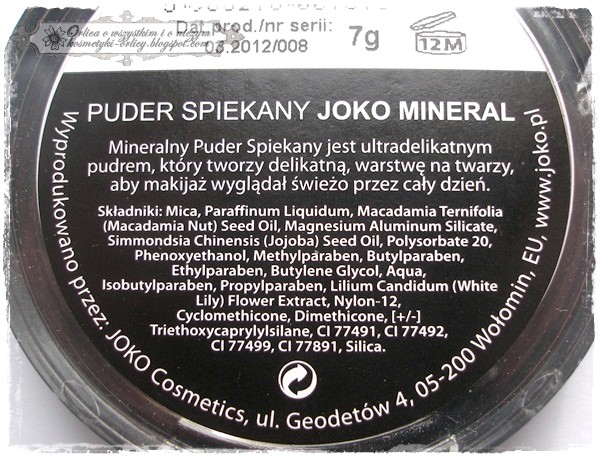 Orlica o wszystkim i o niczym
kosmetyki-orlicy.blogspot.com
Dat prod./nr serii:
03.2012/008
7g
12M
PUDER SPIEKANY JOKO MINERAL
Mineralny Puder Spiekany jest ultradelikatnym
pudrem, który tworzy delikatną, warstwę na twarzy,
aby makijaż wyglądał świeżo przez cały dzień.
Składniki: Mica, Paraffinum Liquidum, Macadamia Ternifolia
(Macadamia Nut) Seed Oil, Magnesium Aluminum Silicate,
Simmondsia Chinensis (Jojoba) Seed Oil, Polysorbate 20,
Phenoxyethanol, Methylparaben, Butylparaben,
Ethylparaben, Butylene Glycol, Aqua,
Isobutylparaben, Propylparaben, Lilium Candidum (White
Lily) Flower Extract, Nylon-12,
Cyclomethicone, Dimethicone, [+/-]
Triethoxycaprylylsilane, CI 77491, CI 77492,
CI 77499, CI 77891, Silica.
Wyprodukowano przez: JOKO Cosmetics, ul. Geodetów 4, 05-200 Wołomin, EU, www.joko.pl